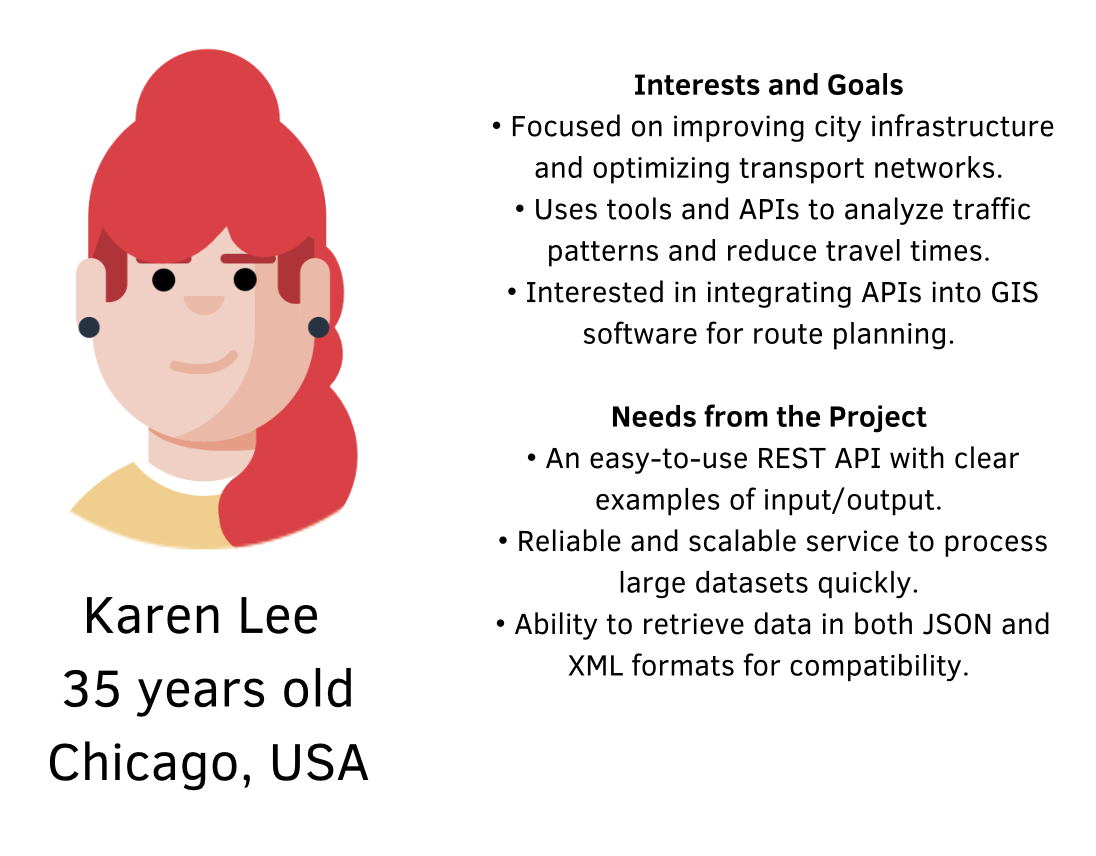 Interests and Goals
• Focused on improving city infrastructure
and optimizing transport networks.
• Uses tools and APIs to analyze traffic
patterns and reduce travel times.
• Interested in integrating APIs into GIS
software for route planning.
Needs from the Project
• An easy-to-use REST API with clear
examples of input/output.
• Reliable and scalable service to process
large datasets quickly.
• Ability to retrieve data in both JSON and
XML formats for compatibility.
Karen Lee
35 years old
Chicago, USA